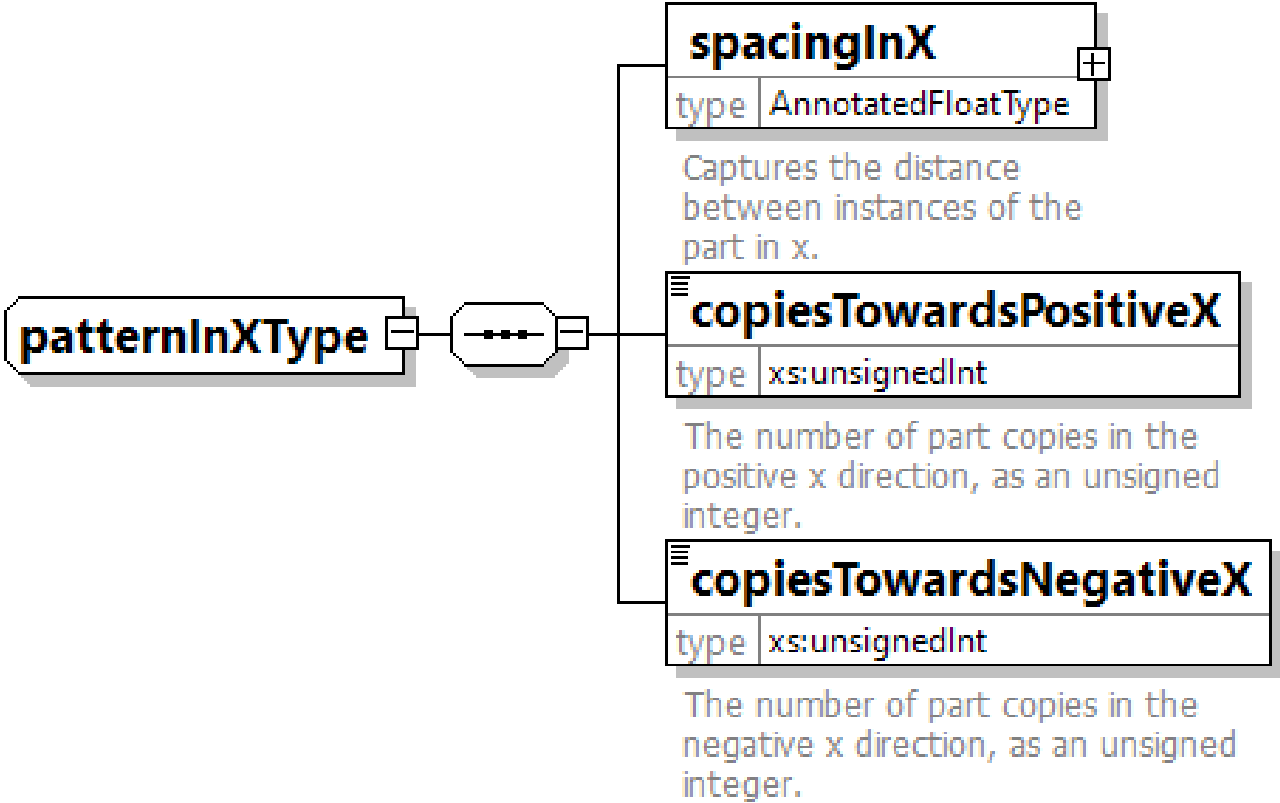 spacingInX
type AnnotatedFloatType
Captures the distance
between instances of the
part in x.
patternInXType
copiesTowardsPositiveX
type xs:unsignedInt
The number of part copies in the
positive x direction, as an unsigned
integer.
copiesTowardsNegativeX
type xs:unsignedInt
The number of part copies in the
negative x direction, as an unsigned
integer.